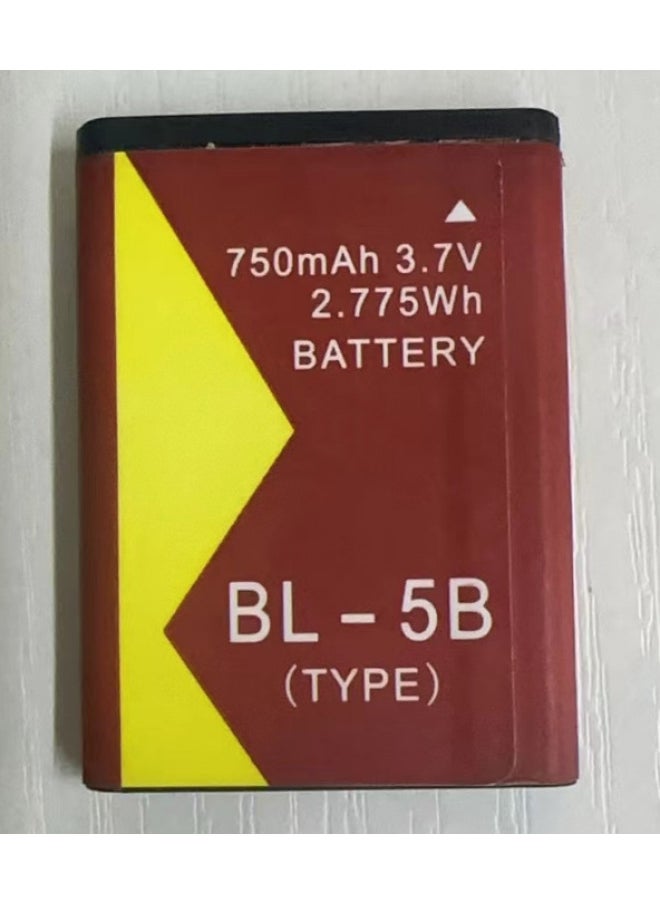 750mAh 3.7V
2.775Wh
BATTERY
BL-5B
(TYPE)